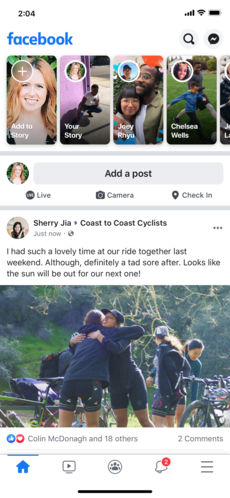 2:04
facebook
Add to
Story
Your
Story
Joey
Rhyu
Chelsea
Wells
Add a post
LIVE Live
Camera
Check In
Sherry Jia ▸ Coast to Coast Cyclists
Just now ·
I had such a lovely time at our ride together last
weekend. Although, definitely a tad sore after. Looks like
the sun will be out for our next one!
Colin McDonagh and 18 others
2 Comments
2